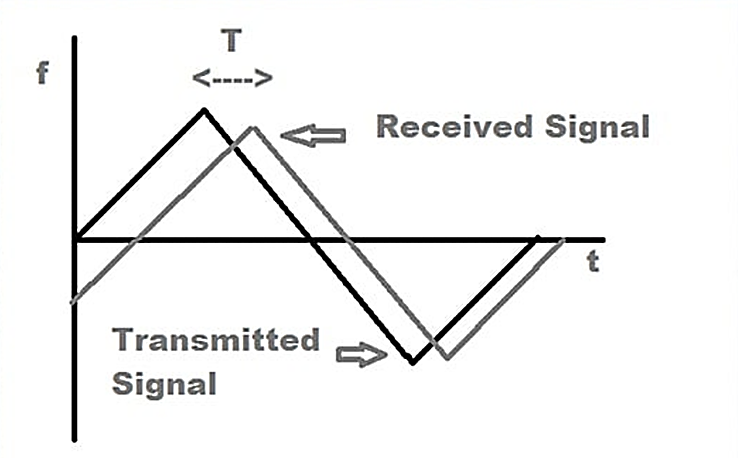 T
<---->
f
Received Signal
t
Transmitted
Signal